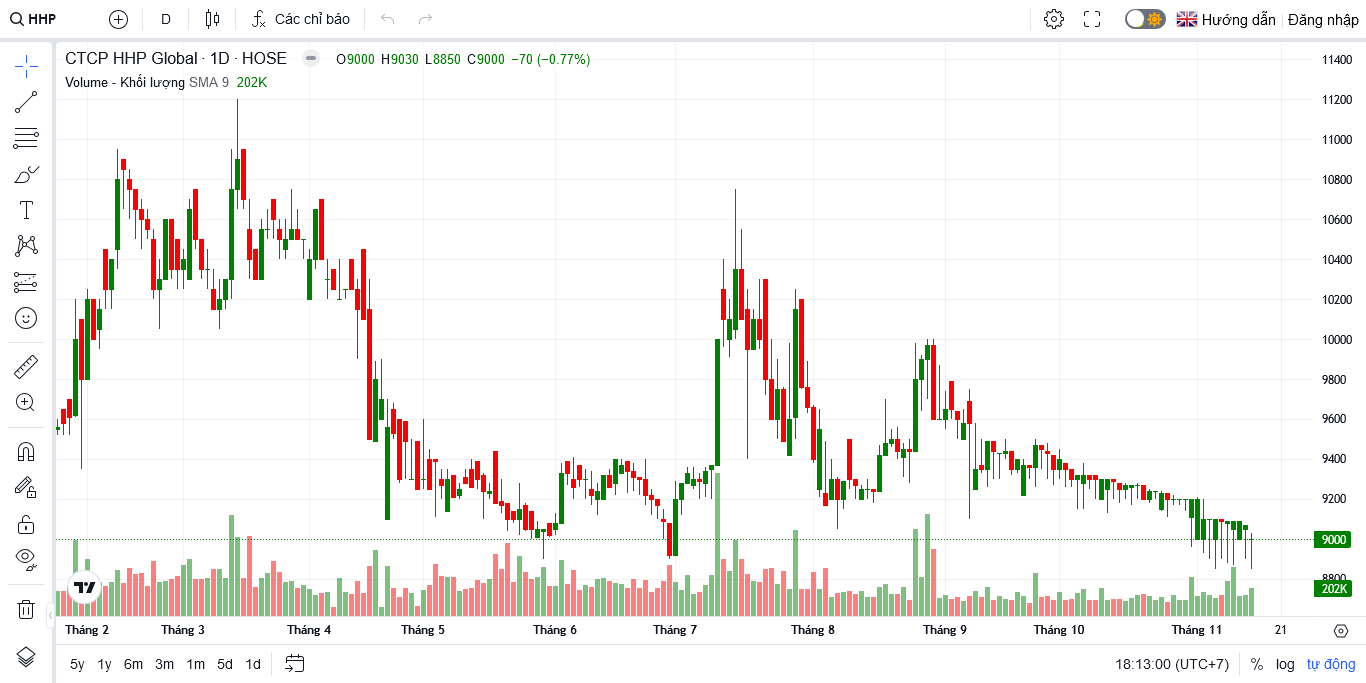 HHP D Các chỉ báo Hướng dẫn Đăng nhập
CTCP HHP Global · 1D · HOSE O9000 H9030 L8850 C9000 −70 (−0.77%)
Volume - Khối lượng SMA 9 202K
11400
11200
11000
10800
10600
10400
10200
10000
9800
9600
9400
9200
9000
8800
202K
Tháng 2 Tháng 3 Tháng 4 Tháng 5 Tháng 6 Tháng 7 Tháng 8 Tháng 9 Tháng 10 Tháng 11 21
5y 1y 6m 3m 1m 5d 1d 18:13:00 (UTC+7) % log tự động